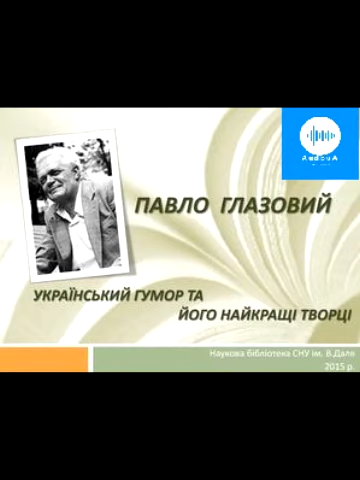 ПАВЛО ГЛАЗОВИЙ
УКРАЇНСЬКИЙ ГУМОР ТА
ЙОГО НАЙКРАЩІ ТВОРЦІ
Наукова бібліотека СНУ ім. В.Даля
2015 р.